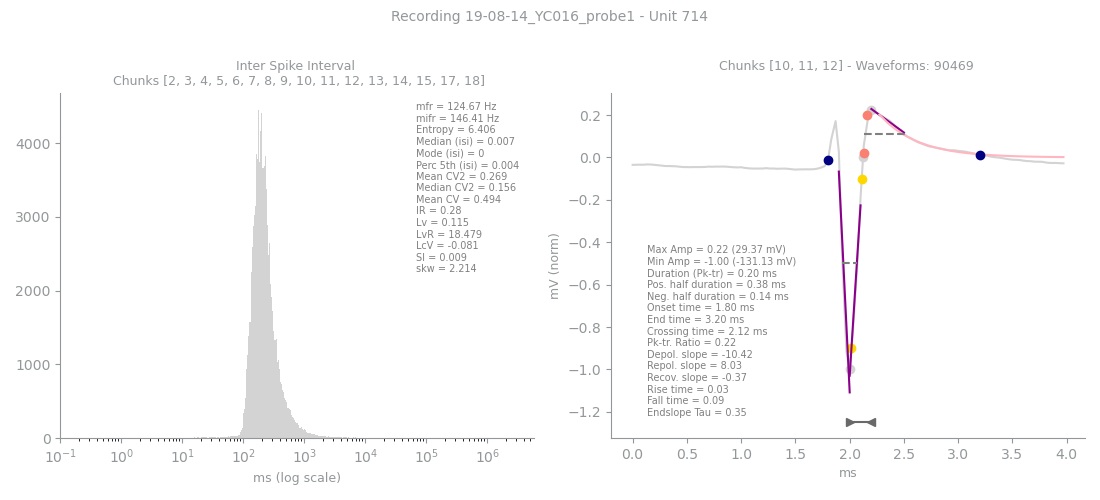 Recording 19-08-14_YC016_probe1 - Unit 714
Inter Spike Interval
Chunks [2, 3, 4, 5, 6, 7, 8, 9, 10, 11, 12, 13, 14, 15, 17, 18]
mfr = 124.67 Hz
mifr = 146.41 Hz
Entropy = 6.406
Median (isi) = 0.007
Mode (isi) = 0
Perc 5th (isi) = 0.004
Mean CV2 = 0.269
Median CV2 = 0.156
Mean CV = 0.494
IR = 0.28
Lv = 0.115
LvR = 18.479
LcV = -0.081
SI = 0.009
skw = 2.214
4000
3000
2000
1000
0
10⁻¹ 10⁰ 10¹ 10² 10³ 10⁴ 10⁵ 10⁶
ms (log scale)
Chunks [10, 11, 12] - Waveforms: 90469
0.2
0.0
−0.2
−0.4
−0.6
−0.8
−1.0
−1.2
mV (norm)
Max Amp = 0.22 (29.37 mV)
Min Amp = -1.00 (-131.13 mV)
Duration (Pk-tr) = 0.20 ms
Pos. half duration = 0.38 ms
Neg. half duration = 0.14 ms
Onset time = 1.80 ms
End time = 3.20 ms
Crossing time = 2.12 ms
Pk-tr. Ratio = 0.22
Depol. slope = -10.42
Repol. slope = 8.03
Recov. slope = -0.37
Rise time = 0.03
Fall time = 0.09
Endslope Tau = 0.35
0.0 0.5 1.0 1.5 2.0 2.5 3.0 3.5 4.0
ms